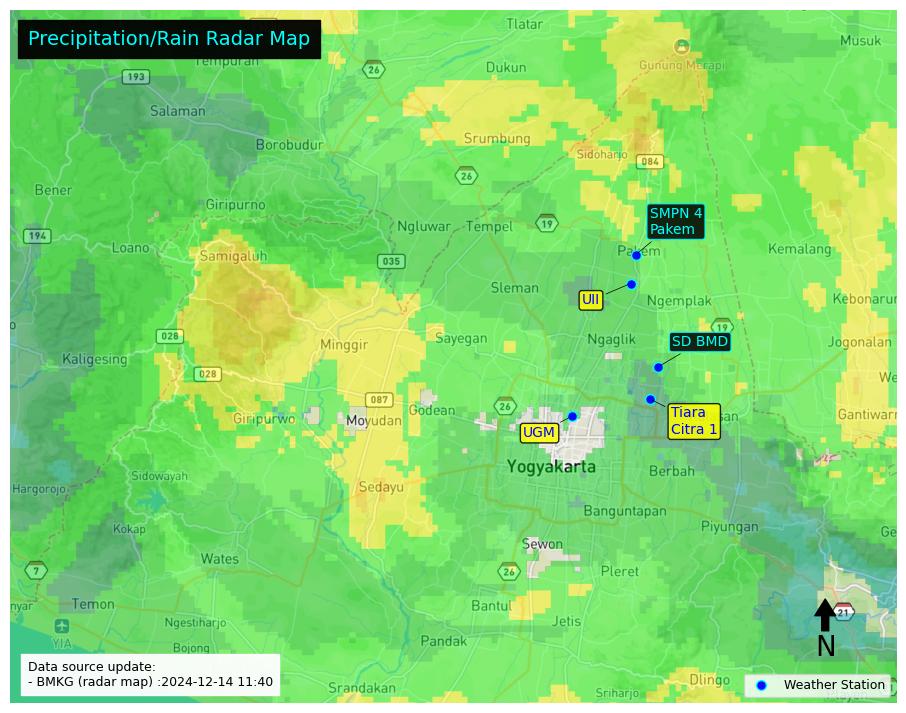 Precipitation/Rain Radar Map
Tlatar
Musuk
Tempuran
26
Gunung Merapi
Dukun
193
Salaman
Srumbung
Borobudur
Sidoharjo
084
26
Bener
Giripurno
SMPN 4
Pakem
19
Ngluwar
Tempel
194
Loano
Samigaluh
035
Pakem
Kemalang
Sleman
UII
Ngemplak
Kebonarun
19
028
Minggir
Sayegan
Ngaglik
SD BMD
Jogonalan
Kaligesing
028
We
087
Godean
26
Giripurwo
Moyudan
UGM
Tiara
Citra 1
san
Gantiwarn
Yogyakarta
Berbah
Hargorojo
Sidowayah
Sedayu
Banguntapan
Kokap
Piyungan
Ge
Wates
Sewon
7
26
Pleret
nyar
Temon
Bantul
21
Ngestiharjo
Jetis
YIA
Pandak
N
Bojong
Data source update:
- BMKG (radar map) :2024-12-14 11:40
Srandakan
Sriharjo
Dlingo
Weather Station